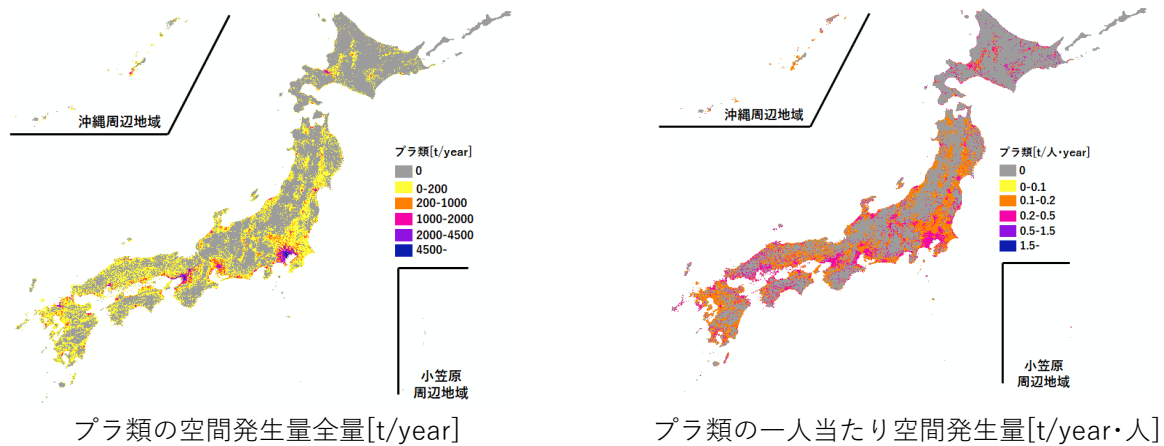 沖縄周辺地域
プラ類[t/year]
0
0-200
200-1000
1000-2000
2000-4500
4500-
小笠原
周辺地域
プラ類の空間発生量全量[t/year]
沖縄周辺地域
プラ類[t/人・year]
0
0-0.1
0.1-0.2
0.2-0.5
0.5-1.5
1.5-
小笠原
周辺地域
プラ類の一人当たり空間発生量[t/year・人]